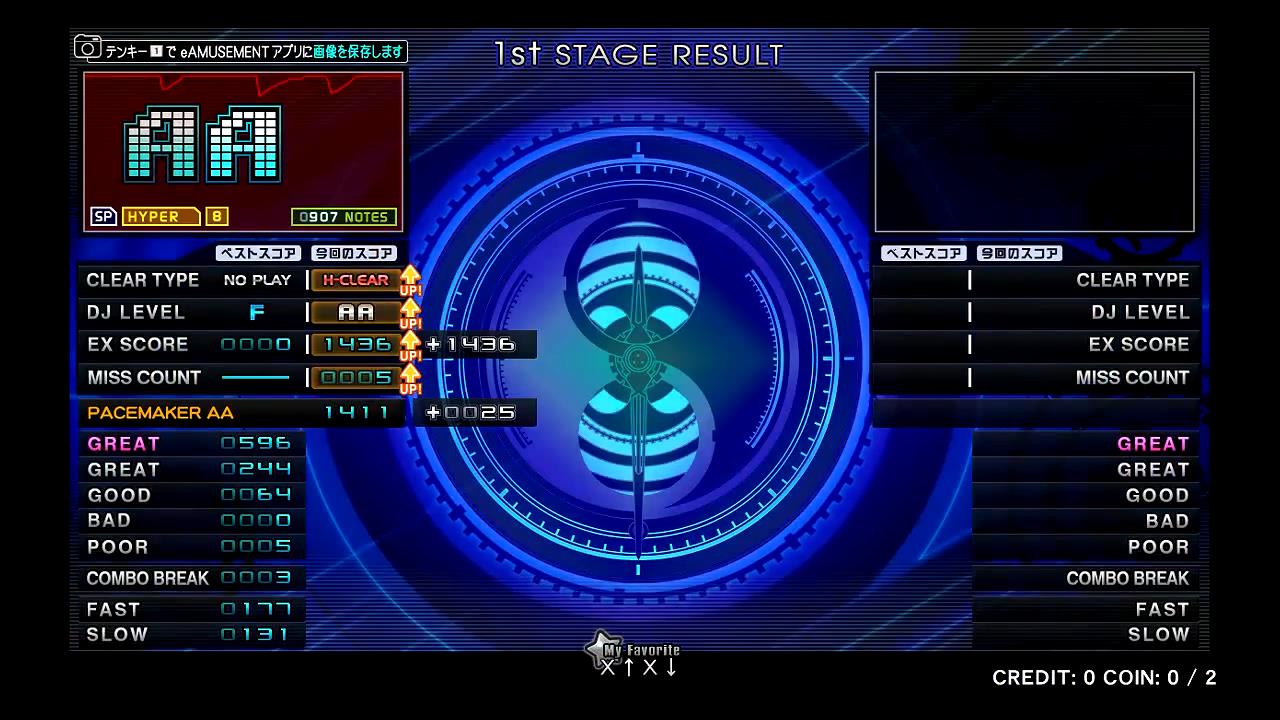 テンキー1で eAMUSEMENT アプリに画像を保存します
1st STAGE RESULT
AA
SP HYPER 8 0907 NOTES
ベストスコア 今回のスコア
CLEAR TYPE NO PLAY H-CLEAR UP!
DJ LEVEL F AA UP!
EX SCORE 0000 1436 UP! +1436
MISS COUNT 0005 UP!
PACEMAKER AA 1411 +0025
GREAT 0596
GREAT 0244
GOOD 0064
BAD 0000
POOR 0005
COMBO BREAK 0003
FAST 0177
SLOW 0131
ベストスコア 今回のスコア
CLEAR TYPE
DJ LEVEL
EX SCORE
MISS COUNT
GREAT
GREAT
GOOD
BAD
POOR
COMBO BREAK
FAST
SLOW
My Favorite
X↑X↓
CREDIT: 0 COIN: 0 / 2